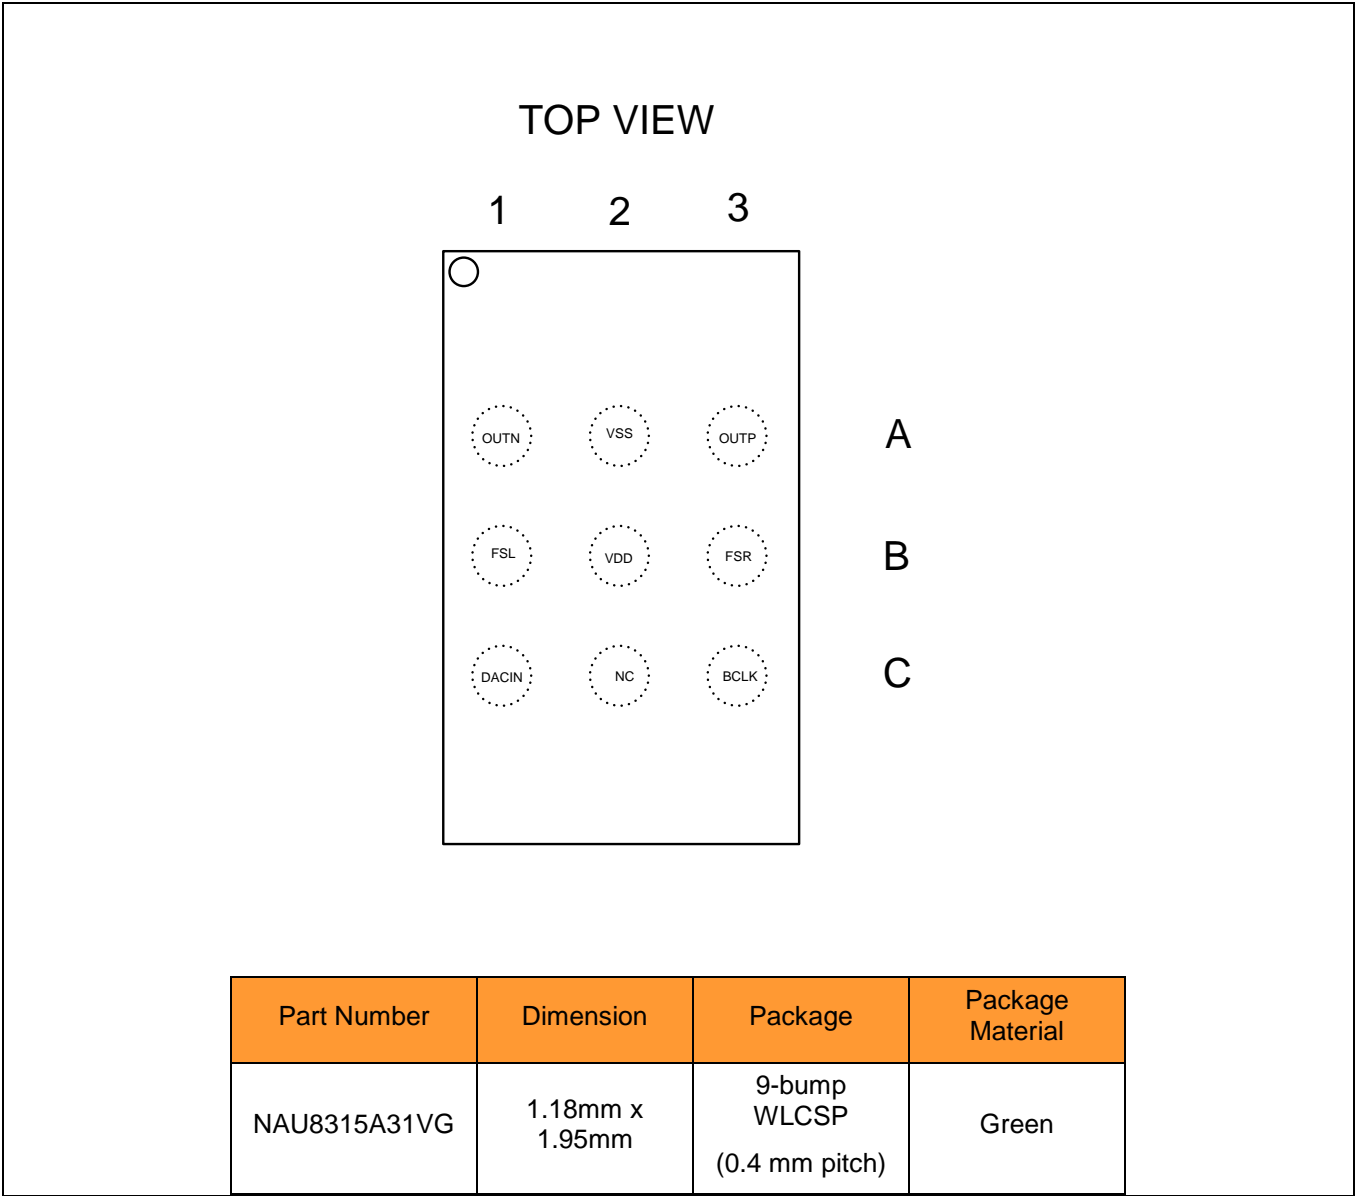 TOP VIEW
1 2 3
OUTN VSS OUTP A
FSL VDD FSR B
DACIN NC BCLK C
Part Number Dimension Package Package Material
NAU8315A31VG 1.18mm x 1.95mm 9-bump WLCSP (0.4 mm pitch) Green